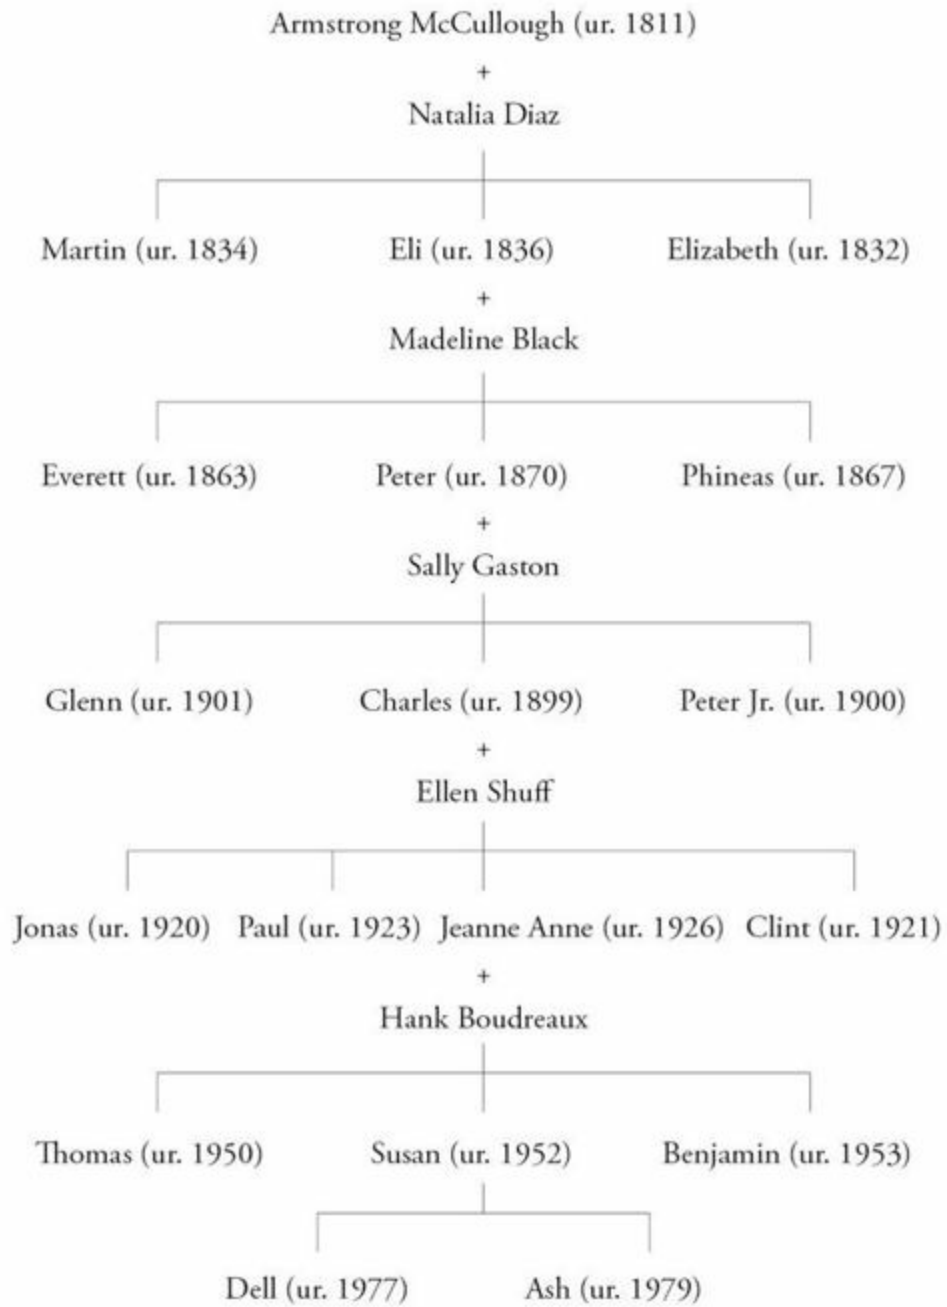 Armstrong McCullough (ur. 1811)
+
Natalia Diaz
Martin (ur. 1834) Eli (ur. 1836) Elizabeth (ur. 1832)
+
Madeline Black
Everett (ur. 1863) Peter (ur. 1870) Phineas (ur. 1867)
+
Sally Gaston
Glenn (ur. 1901) Charles (ur. 1899) Peter Jr. (ur. 1900)
+
Ellen Shuff
Jonas (ur. 1920) Paul (ur. 1923) Jeanne Anne (ur. 1926) Clint (ur. 1921)
+
Hank Boudreaux
Thomas (ur. 1950) Susan (ur. 1952) Benjamin (ur. 1953)
Dell (ur. 1977) Ash (ur. 1979)